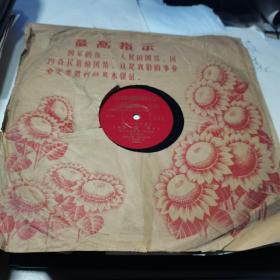 最高指示
国家的统一，人民的团结，国
内各民族的团结，这是我们的事业
必定要胜利的基本保证。